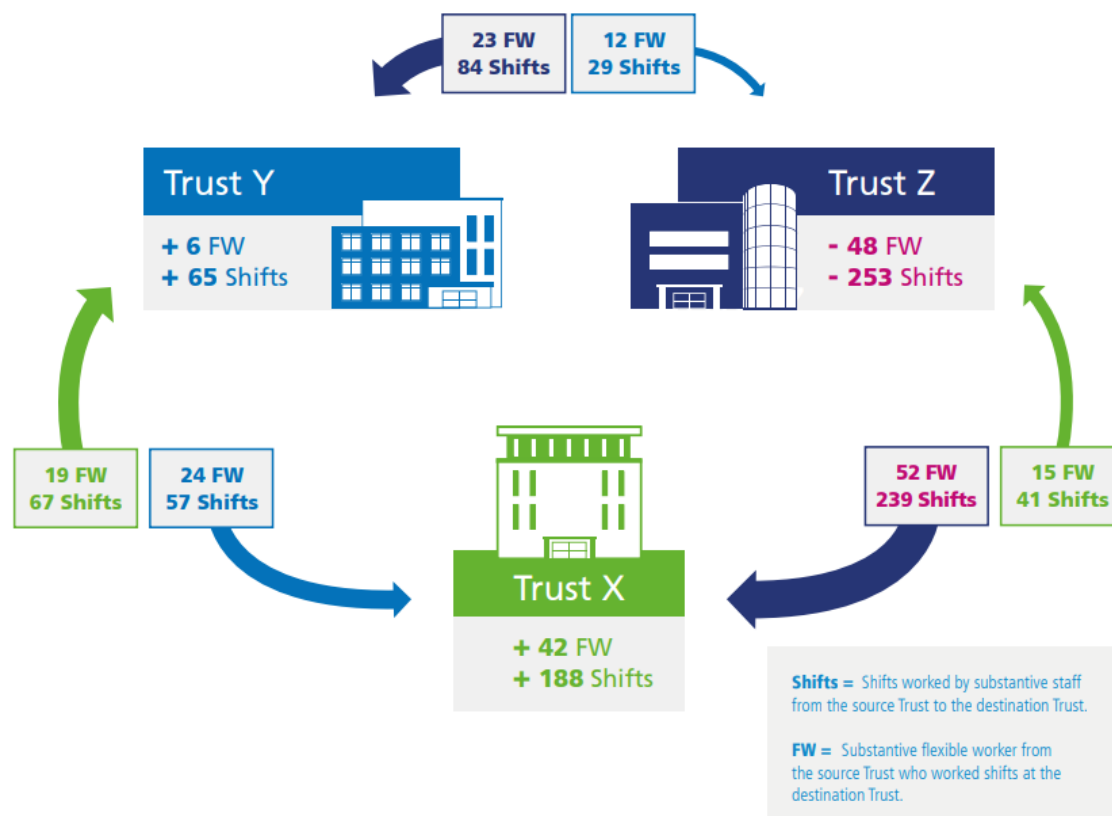 23 FW
84 Shifts
12 FW
29 Shifts
Trust Y
+ 6 FW
+ 65 Shifts
Trust Z
- 48 FW
- 253 Shifts
19 FW
67 Shifts
24 FW
57 Shifts
52 FW
239 Shifts
15 FW
41 Shifts
Trust X
+ 42 FW
+ 188 Shifts
Shifts = Shifts worked by substantive staff
from the source Trust to the destination Trust.
FW = Substantive flexible worker from
the source Trust who worked shifts at the
destination Trust.